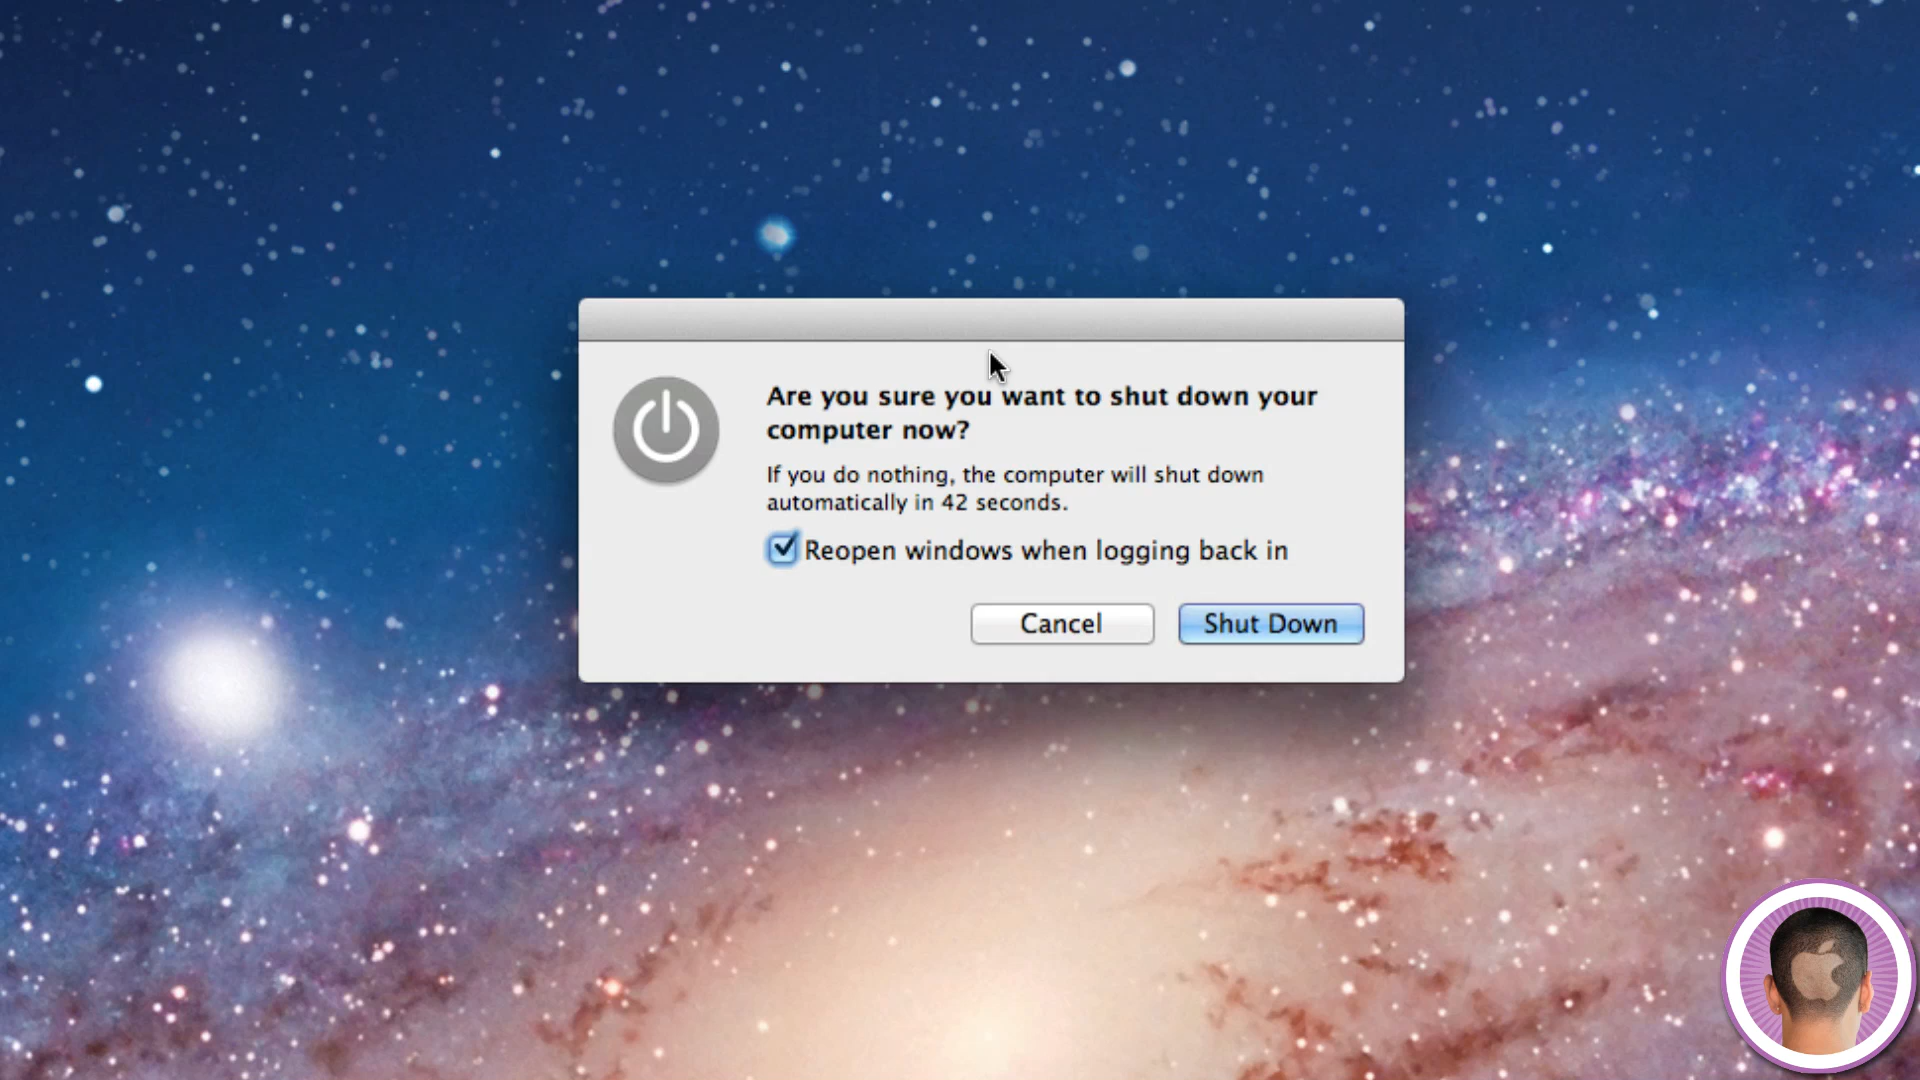 Are you sure you want to shut down your
computer now?
If you do nothing, the computer will shut down
automatically in 42 seconds.
Reopen windows when logging back in
Cancel
Shut Down